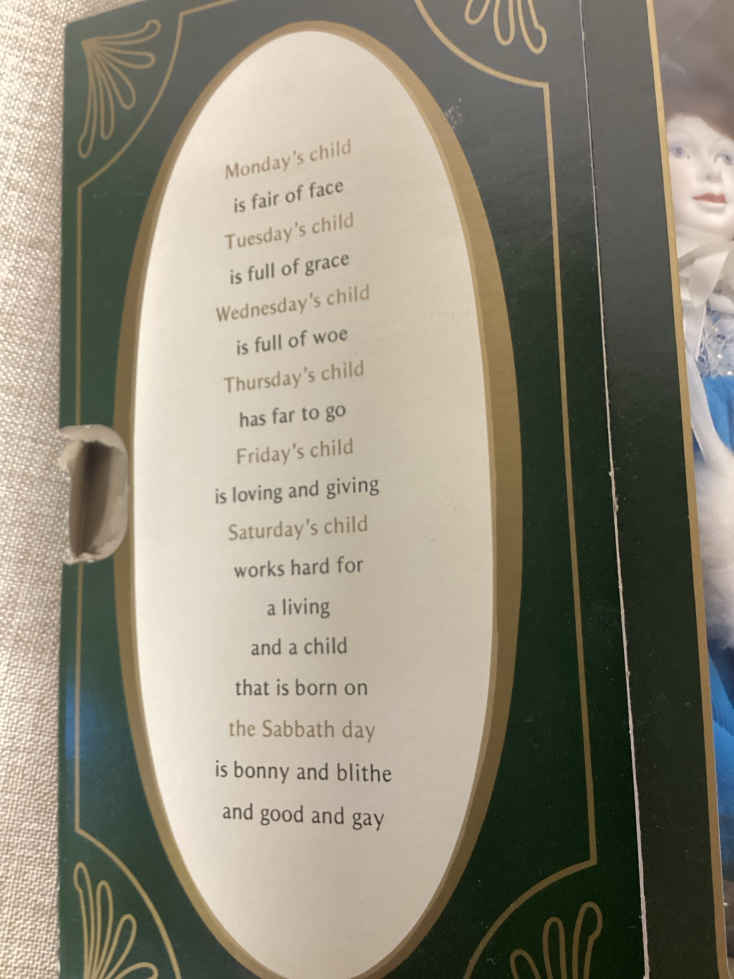 Monday's child
is fair of face
Tuesday's child
is full of grace
Wednesday's child
is full of woe
Thursday's child
has far to go
Friday's child
is loving and giving
Saturday's child
works hard for
a living
and a child
that is born on
the Sabbath day
is bonny and blithe
and good and gay